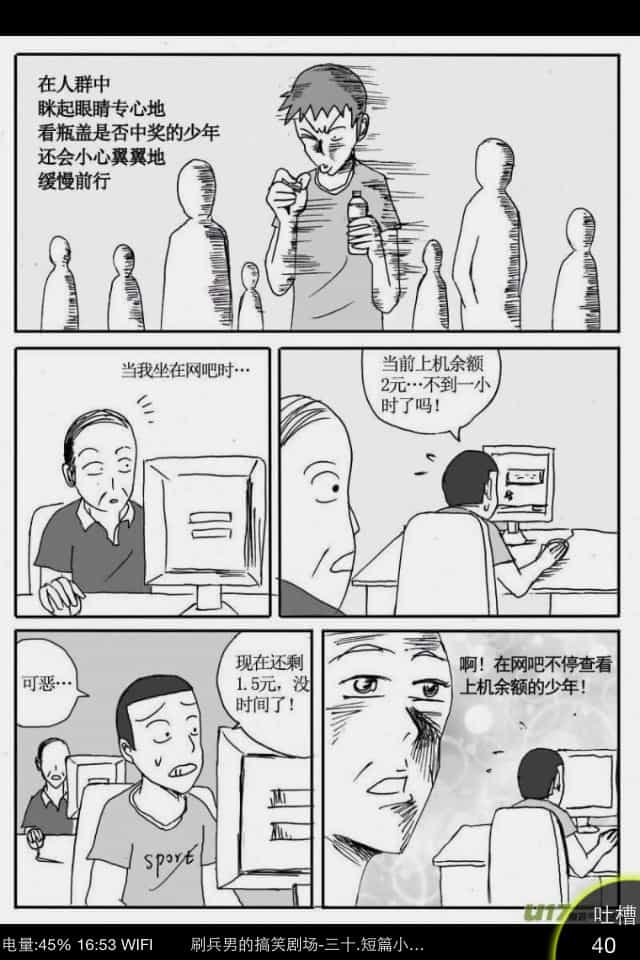 在人群中
眯起眼睛专心地
看瓶盖是否中奖的少年
还会小心翼翼地
缓慢前行
当我坐在网吧时…
当前上机余额
2元…不到一小
时了吗！
可恶…
现在还剩
1.5元，没
时间了！
sport
啊！在网吧不停查看
上机余额的少年！
u17
吐槽
电量:45% 16:53 WIFI
刷兵男的搞笑剧场-三十.短篇小…
40